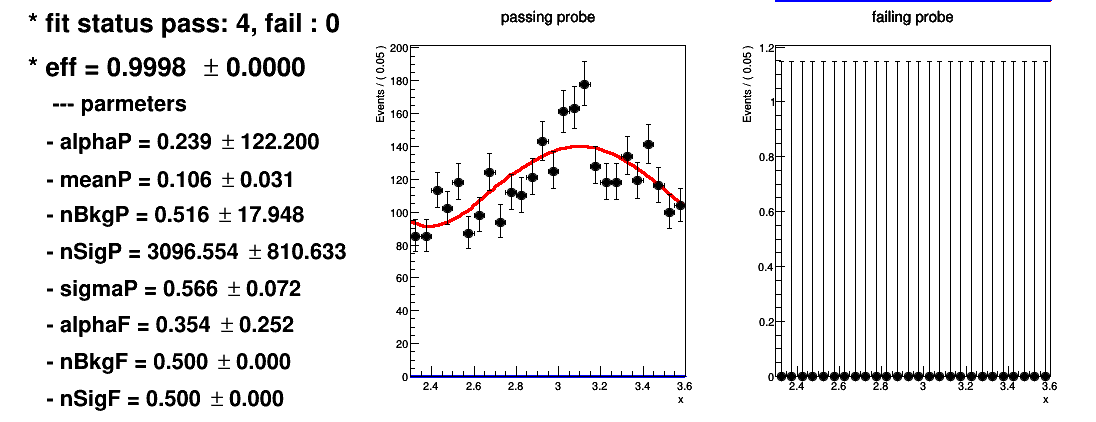 * fit status pass: 4, fail : 0
* eff = 0.9998 ± 0.0000
--- parmeters
- alphaP = 0.239 ± 122.200
- meanP = 0.106 ± 0.031
- nBkgP = 0.516 ± 17.948
- nSigP = 3096.554 ± 810.633
- sigmaP = 0.566 ± 0.072
- alphaF = 0.354 ± 0.252
- nBkgF = 0.500 ± 0.000
- nSigF = 0.500 ± 0.000
passing probe
Events / ( 0.05 )
200
180
160
140
120
100
80
60
40
20
0
2.4 2.6 2.8 3 3.2 3.4 3.6
x
failing probe
Events / ( 0.05 )
1.2
1
0.8
0.6
0.4
0.2
0
2.4 2.6 2.8 3 3.2 3.4 3.6
x